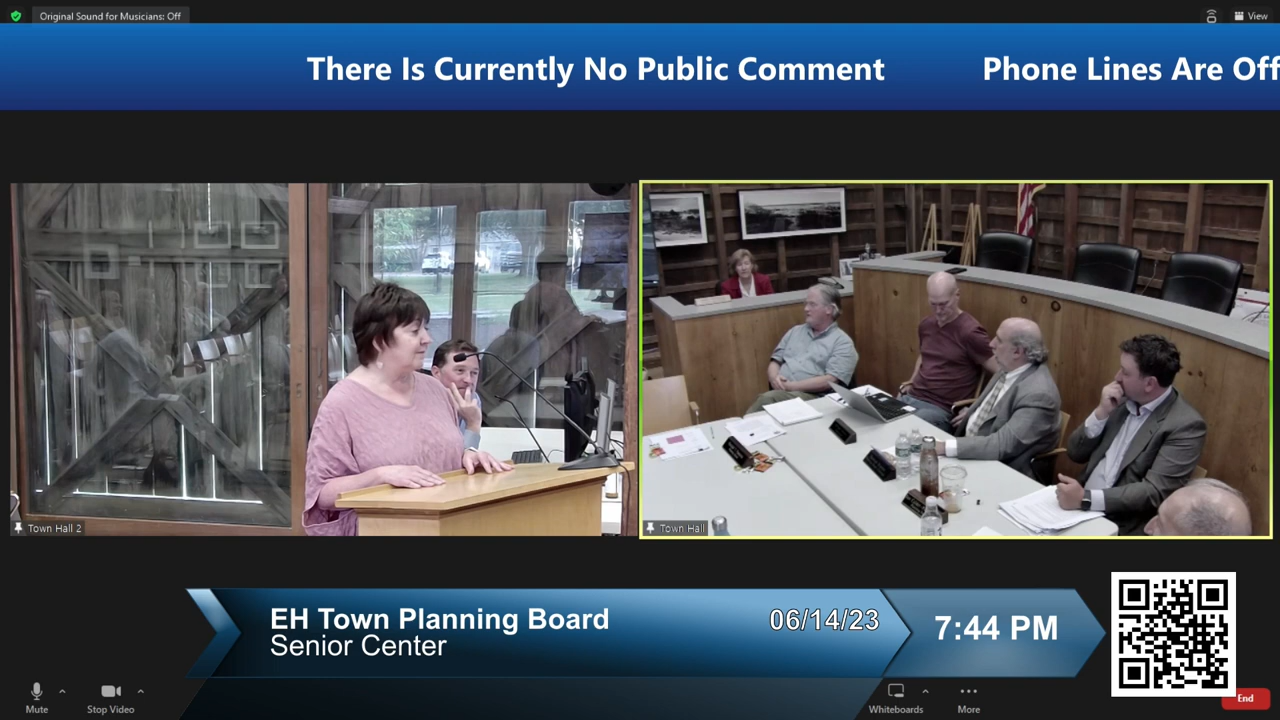 Original Sound for Musicians: Off
View
There Is Currently No Public Comment
Phone Lines Are Off
Town Hall 2
Town Hall
EH Town Planning Board
06/14/23
7:44 PM
Senior Center
Mute
Stop Video
Whiteboards
More
End